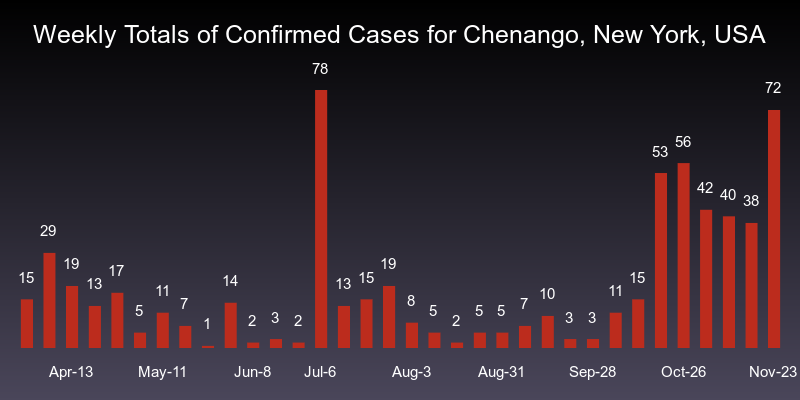 Weekly Totals of Confirmed Cases for Chenango, New York, USA
15 29 19 13 17 5 11 7 1 14 2 3 2 78 13 15 19 8 5 2 5 5 7 10 3 3 11 15 53 56 42 40 38 72
Apr-13 May-11 Jun-8 Jul-6 Aug-3 Aug-31 Sep-28 Oct-26 Nov-23